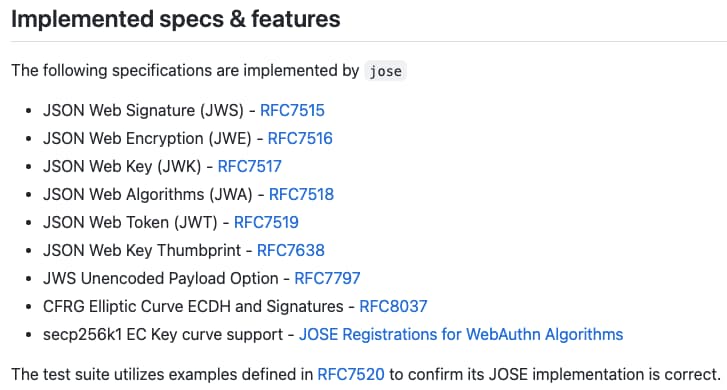 Implemented specs & features
The following specifications are implemented by jose
• JSON Web Signature (JWS) - RFC7515
• JSON Web Encryption (JWE) - RFC7516
• JSON Web Key (JWK) - RFC7517
• JSON Web Algorithms (JWA) - RFC7518
• JSON Web Token (JWT) - RFC7519
• JSON Web Key Thumbprint - RFC7638
• JWS Unencoded Payload Option - RFC7797
• CFRG Elliptic Curve ECDH and Signatures - RFC8037
• secp256k1 EC Key curve support - JOSE Registrations for WebAuthn Algorithms
The test suite utilizes examples defined in RFC7520 to confirm its JOSE implementation is correct.